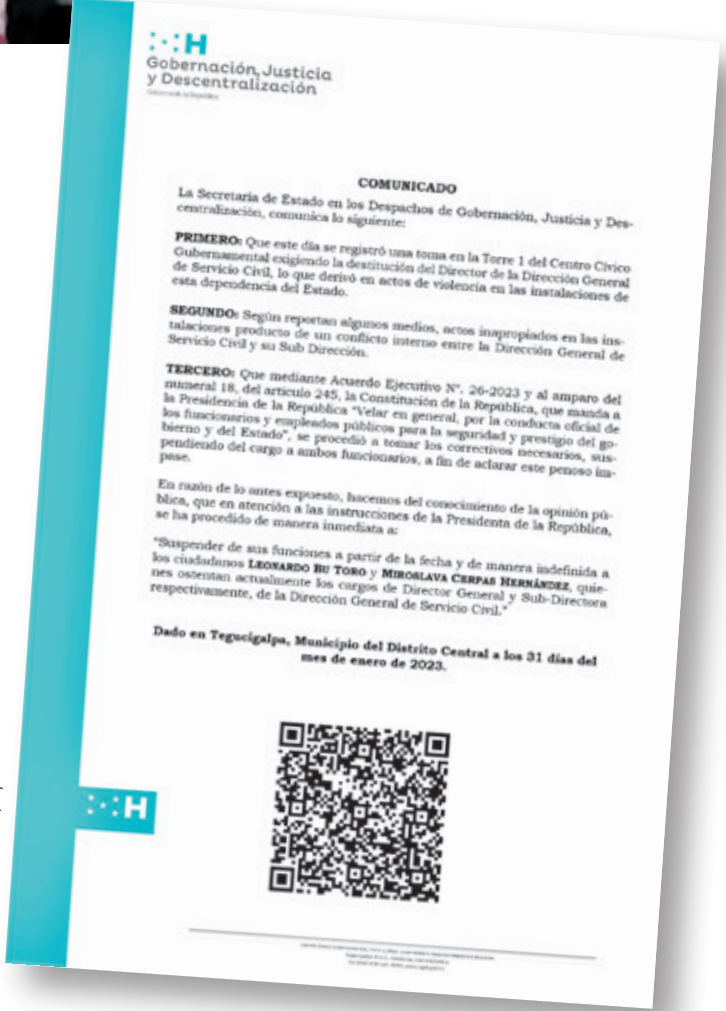 H
Gobernación, Justicia
y Descentralización
Gobierno de la República
COMUNICADO
La Secretaria de Estado en los Despachos de Gobernación, Justicia y Des-
centralización, comunica lo siguiente:
PRIMERO: Que este día se registró una toma en la Torre 1 del Centro Cívico
Gubernamental exigiendo la destitución del Director de la Dirección General
de Servicio Civil, lo que derivó en actos de violencia en las instalaciones de
esta dependencia del Estado.
SEGUNDO: Según reportan algunos medios, actos inapropiados en las ins-
talaciones producto de un conflicto interno entre la Dirección General de
Servicio Civil y su Sub Dirección.
TERCERO: Que mediante Acuerdo Ejecutivo N°. 26-2023 y al amparo del
numeral 18, del articulo 245, la Constitución de la República, que manda a
la Presidencia de la República "Velar en general, por la conducta oficial de
los funcionarios y empleados públicos para la seguridad y prestigio del go-
bierno y del Estado", se procedió a tomar los correctivos necesarios, sus-
pendiendo del cargo a ambos funcionarios, a fin de aclarar este penoso im-
pase.
En razón de lo antes expuesto, hacemos del conocimiento de la opinión pú-
blica, que en atención a las instrucciones de la Presidenta de la República,
se ha procedido de manera inmediata a:
"Suspender de sus funciones a partir de la fecha y de manera indefinida a
los ciudadanos LEONARDO BU TORO y MIROSLAVA CERPAS HERNÁNDEZ, quie-
nes ostentan actualmente los cargos de Director General y Sub-Directora
respectivamente, de la Dirección General de Servicio Civil."
Dado en Tegucigalpa, Municipio del Distrito Central a los 31 días del
mes de enero de 2023.
H